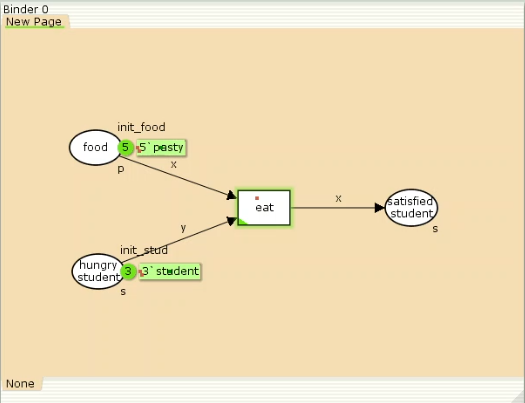 Binder 0
New Page
init_food
food
5
5`pasty
p
x
eat
x
satisfied
student
s
y
init_stud
hungry
student
3
3`student
s
None